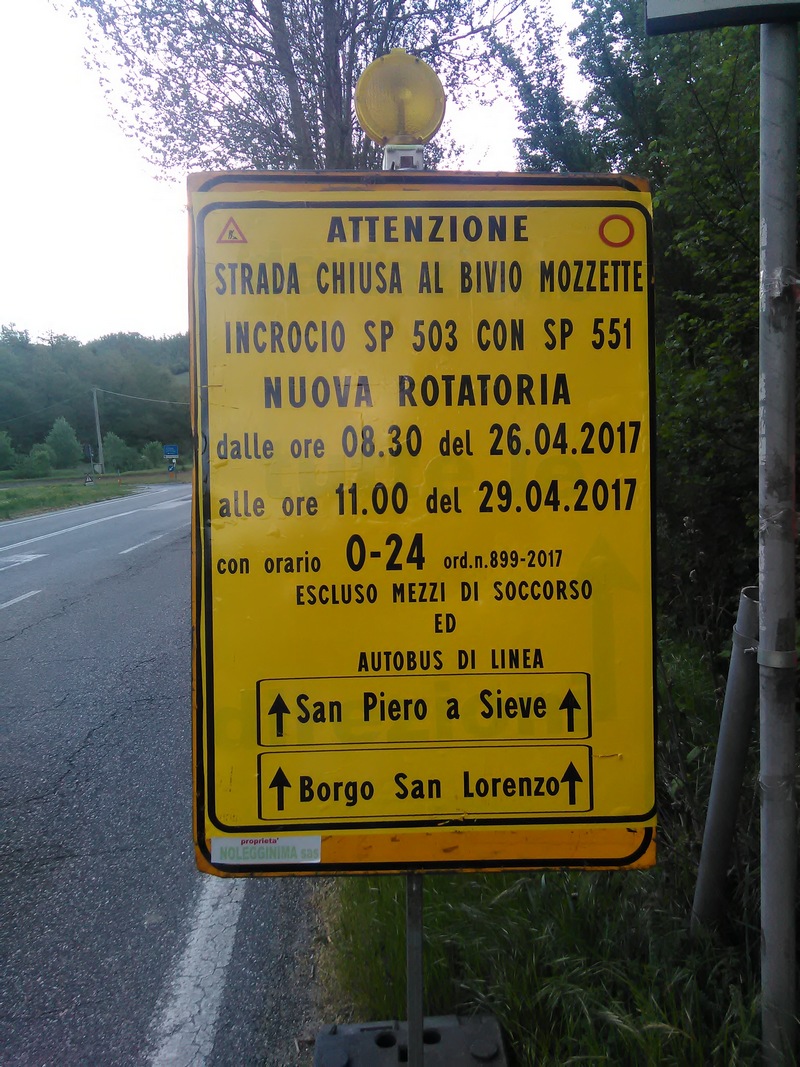 ATTENZIONE
STRADA CHIUSA AL BIVIO MOZZETTE
INCROCIO SP 503 CON SP 551
NUOVA ROTATORIA
dalle ore 08.30 del 26.04.2017
alle ore 11.00 del 29.04.2017
con orario 0-24 ord.n.899-2017
ESCLUSO MEZZI DI SOCCORSO
ED
AUTOBUS DI LINEA
San Piero a Sieve
Borgo San Lorenzo
proprieta'
NOLEGGINIMA sas